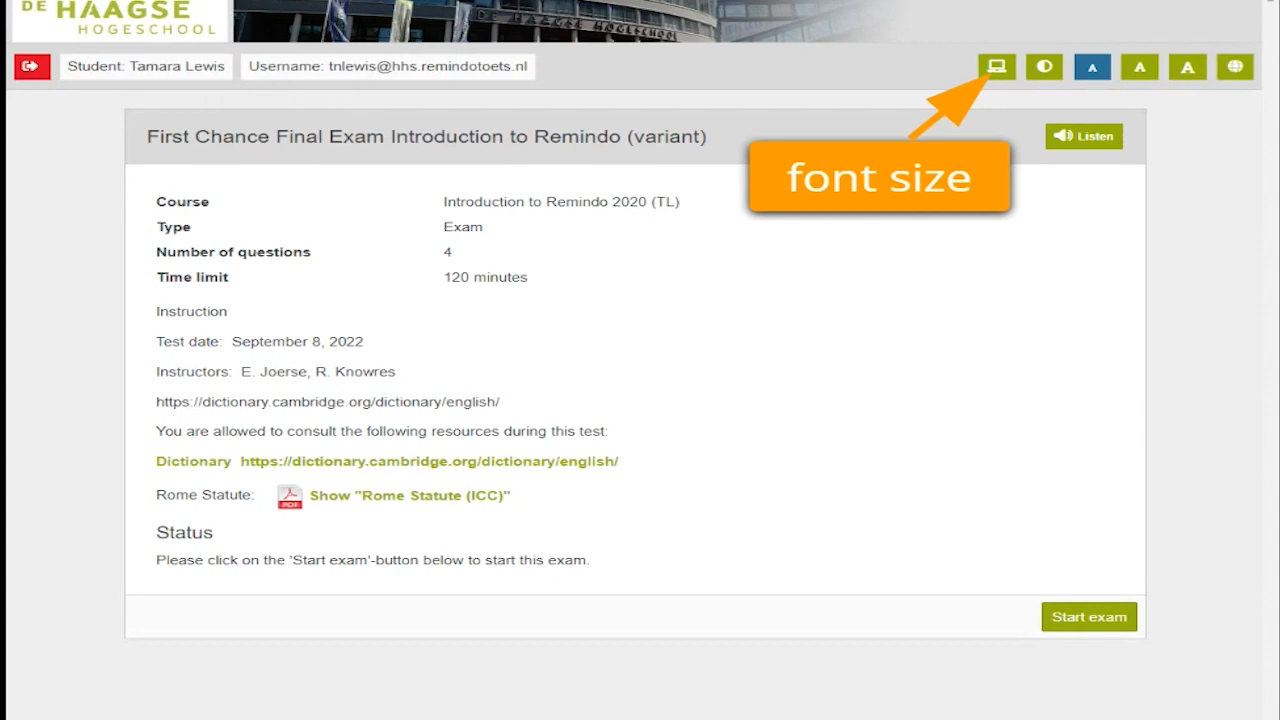 DE HAAGSE
HOGESCHOOL
DE HAAGSE HOGESCHOOL
Student: Tamara Lewis Username: tnlewis@hhs.remindotoets.nl A A A
First Chance Final Exam Introduction to Remindo (variant) Listen
font size
Course Introduction to Remindo 2020 (TL)
Type Exam
Number of questions 4
Time limit 120 minutes
Instruction
Test date: September 8, 2022
Instructors: E. Joerse, R. Knowres
https://dictionary.cambridge.org/dictionary/english/
You are allowed to consult the following resources during this test:
Dictionary https://dictionary.cambridge.org/dictionary/english/
Rome Statute: PDF Show "Rome Statute (ICC)"
Status
Please click on the 'Start exam'-button below to start this exam.
Start exam